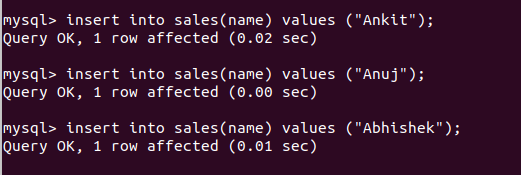 mysql> insert into sales(name) values ("Ankit");
Query OK, 1 row affected (0.02 sec)
mysql> insert into sales(name) values ("Anuj");
Query OK, 1 row affected (0.00 sec)
mysql> insert into sales(name) values ("Abhishek");
Query OK, 1 row affected (0.01 sec)